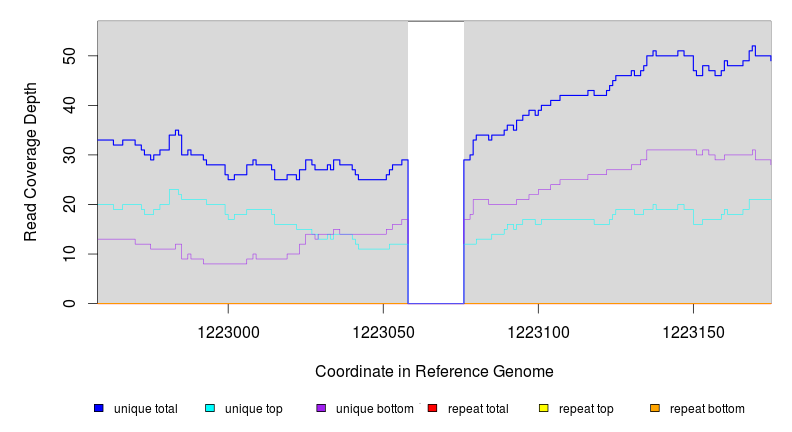 Read Coverage Depth
50
40
30
20
10
0
1223000 1223050 1223100 1223150
Coordinate in Reference Genome
unique total unique top unique bottom repeat total repeat top repeat bottom